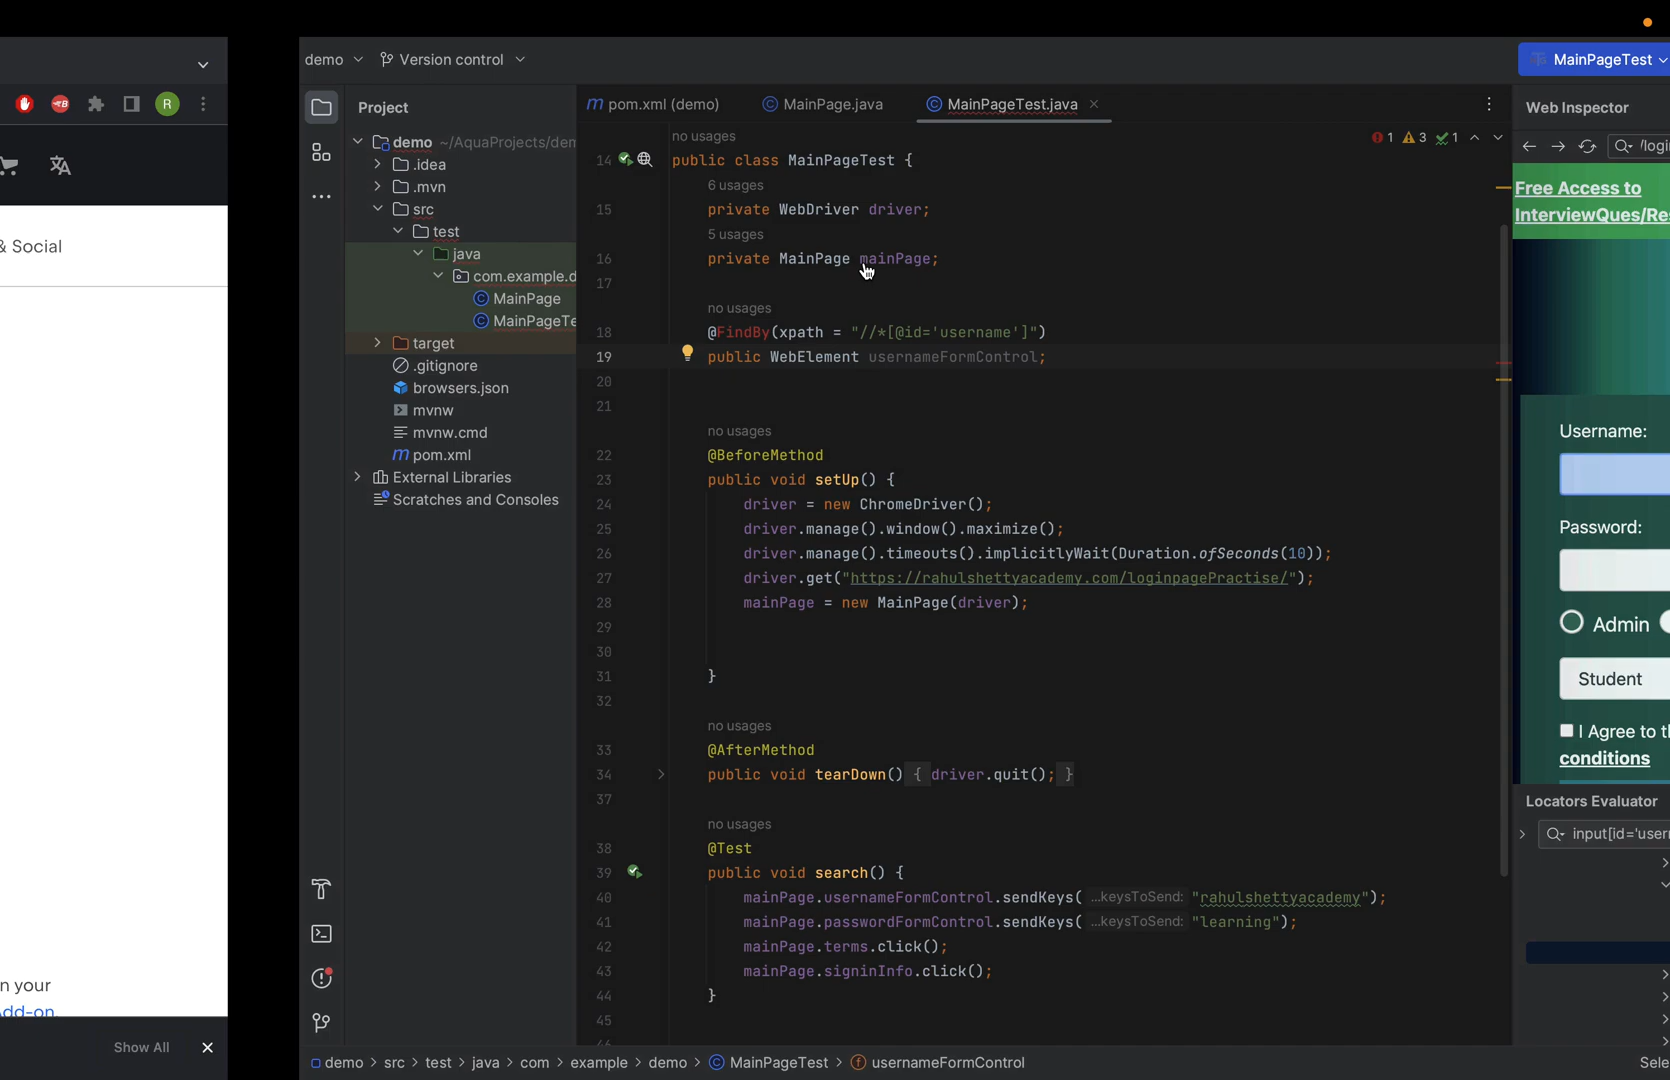 demo
Version control
MainPageTest
R
Project
pom.xml (demo)
MainPage.java
MainPageTest.java
Web Inspector
demo ~/AquaProjects/den
.idea
.mvn
src
test
java
com.example.d
MainPage
MainPageTe
target
.gitignore
browsers.json
mvnw
mvnw.cmd
pom.xml
External Libraries
Scratches and Consoles
& Social
n your
Add-on
Show All
1 3 1
no usages
14 public class MainPageTest {
6 usages
15 private WebDriver driver;
5 usages
16 private MainPage mainPage;
17
no usages
18 @FindBy(xpath = "//*[@id='username']")
19 public WebElement usernameFormControl;
20
21
no usages
22 @BeforeMethod
23 public void setUp() {
24 driver = new ChromeDriver();
25 driver.manage().window().maximize();
26 driver.manage().timeouts().implicitlyWait(Duration.ofSeconds(10));
27 driver.get("https://rahulshettyacademy.com/loginpagePractise/");
28 mainPage = new MainPage(driver);
29
30
31 }
32
no usages
33 @AfterMethod
34 public void tearDown() { driver.quit(); }
37
no usages
38 @Test
39 public void search() {
40 mainPage.usernameFormControl.sendKeys( ...keysToSend: "rahulshettyacademy");
41 mainPage.passwordFormControl.sendKeys( ...keysToSend: "learning");
42 mainPage.terms.click();
43 mainPage.signinInfo.click();
44 }
45
/logi
Free Access to
InterviewQues/Res
Username:
Password:
Admin
Student
I Agree to th
conditions
Locators Evaluator
input[id='user
demo > src > test > java > com > example > demo > MainPageTest > usernameFormControl
Sele